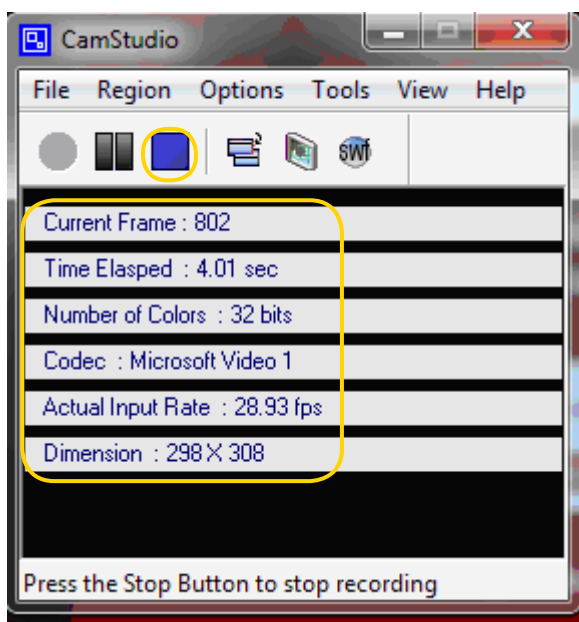 CamStudio
File Region Options Tools View Help
swf
Current Frame : 802
Time Elasped : 4.01 sec
Number of Colors : 32 bits
Codec : Microsoft Video 1
Actual Input Rate : 28.93 fps
Dimension : 298 X 308
Press the Stop Button to stop recording